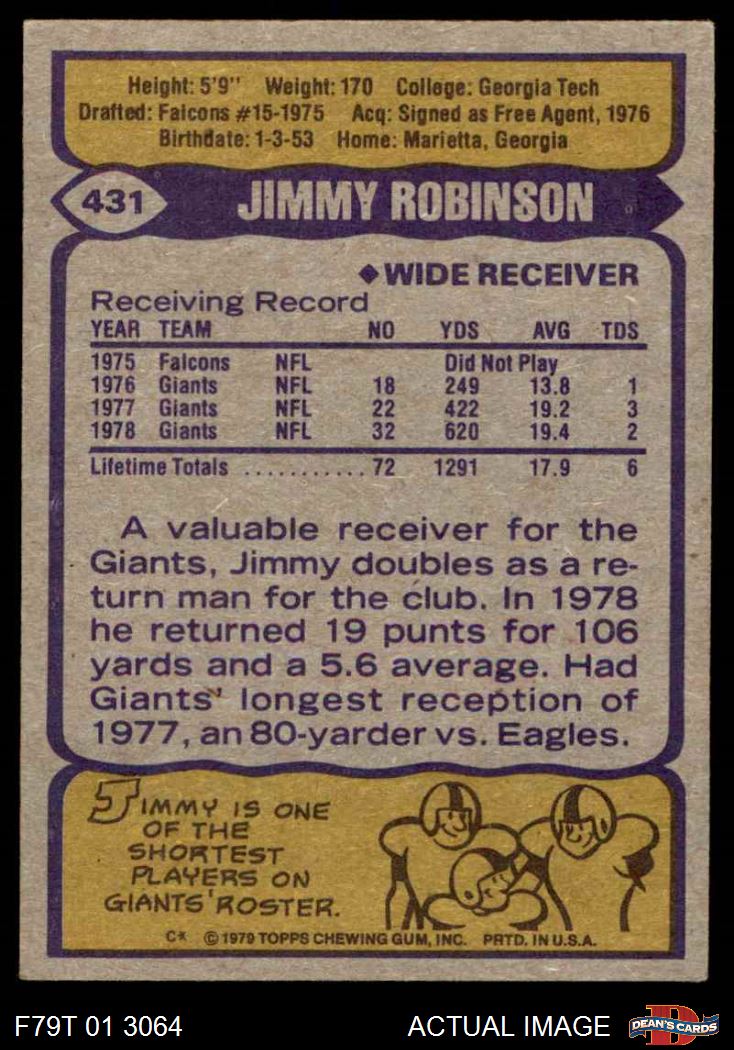 Height: 5'9" Weight: 170 College: Georgia Tech
Drafted: Falcons #15-1975 Acq: Signed as Free Agent, 1976
Birthdate: 1-3-53 Home: Marietta, Georgia
431 JIMMY ROBINSON
◆WIDE RECEIVER
Receiving Record
YEAR TEAM NO YDS AVG TDS
1975 Falcons NFL Did Not Play
1976 Giants NFL 18 249 13.8 1
1977 Giants NFL 22 422 19.2 3
1978 Giants NFL 32 620 19.4 2
Lifetime Totals ............ 72 1291 17.9 6
A valuable receiver for the
Giants, Jimmy doubles as a re-
turn man for the club. In 1978
he returned 19 punts for 106
yards and a 5.6 average. Had
Giants' longest reception of
1977, an 80-yarder vs. Eagles.
JIMMY IS ONE
OF THE
SHORTEST
PLAYERS ON
GIANTS' ROSTER.
C* © 1979 TOPPS CHEWING GUM, INC. PRTD. IN U.S.A.
F79T 01 3064 ACTUAL IMAGE D DEAN'S CARDS